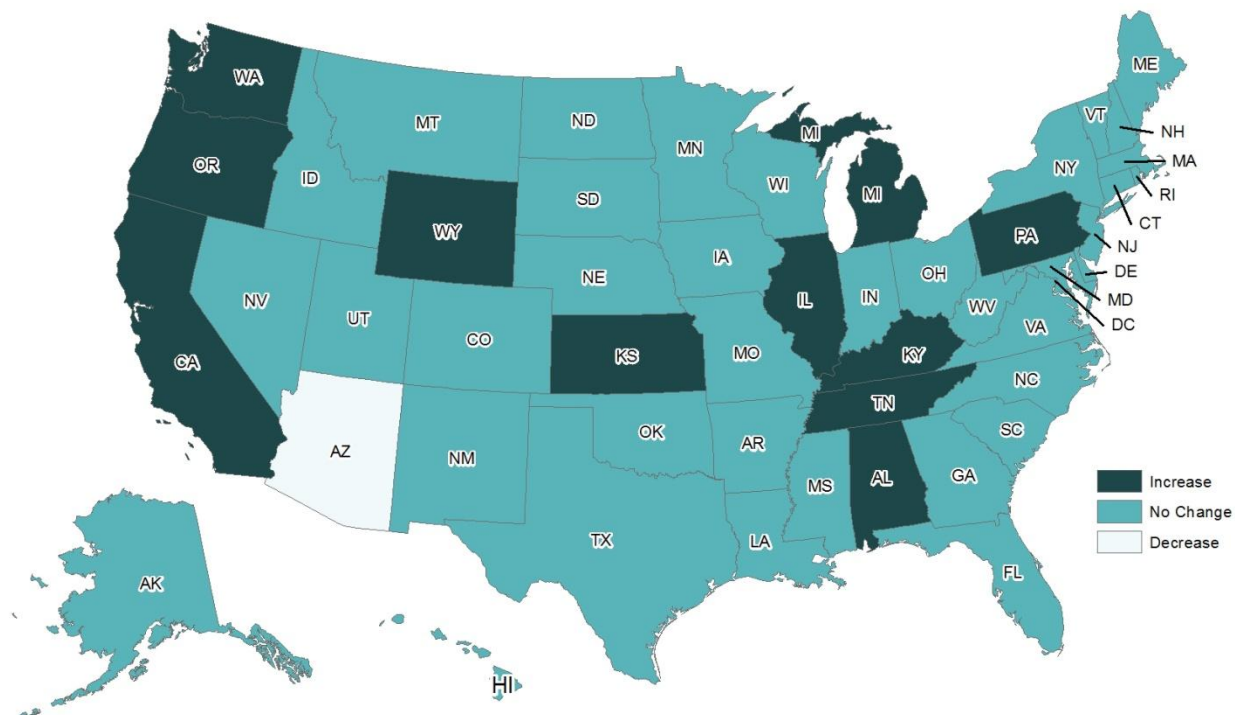 WA
ME
MT
ND
VT
MN
MI
NH
OR
MA
ID
WI
NY
SD
RI
MI
CT
WY
PA
NJ
IA
NE
OH
DE
IL
IN
NV
MD
UT
WV
DC
CO
VA
CA
KS
MO
KY
NC
TN
OK
AZ
NM
AR
SC
MS
AL
GA
Increase
No Change
TX
LA
Decrease
FL
AK
HI